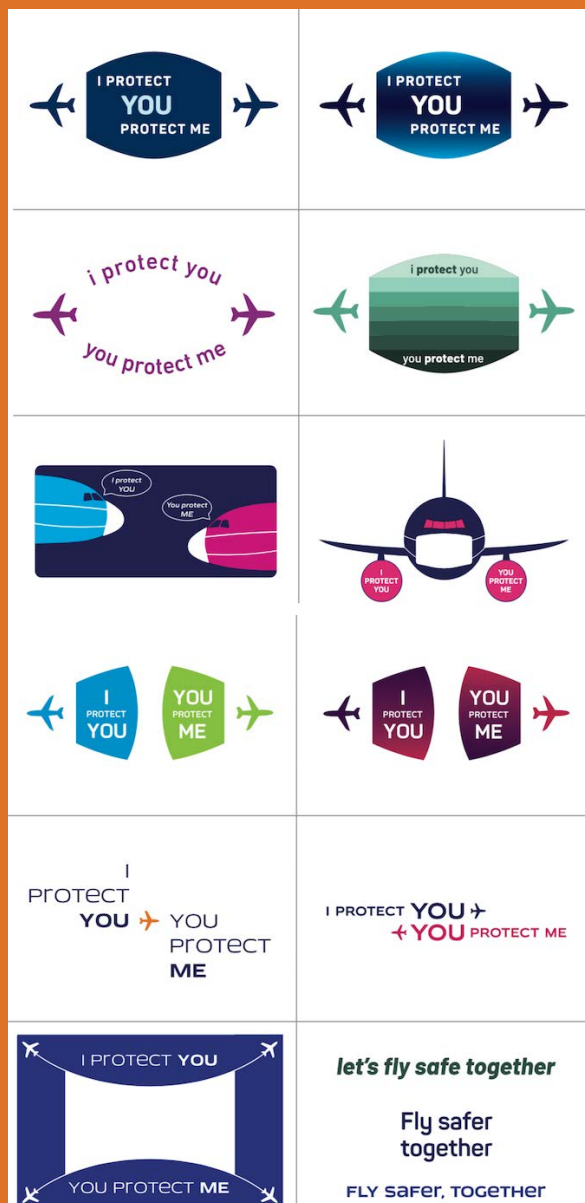 I PROTECT
YOU
PROTECT ME
I PROTECT
YOU
PROTECT ME
i protect you
you protect me
i protect you
you protect me
I protect
YOU
You protect
ME
I
PROTECT
YOU
YOU
PROTECT
ME
I
PROTECT
YOU
YOU
PROTECT
ME
I
PROTECT
YOU
YOU
PROTECT
ME
I
PROTECT
YOU
YOU
PROTECT
ME
I PROTECT YOU
YOU PROTECT ME
I PROTECT YOU
YOU PROTECT ME
let's fly safe together
Fly safer
together
FLY SAFER, TOGETHER